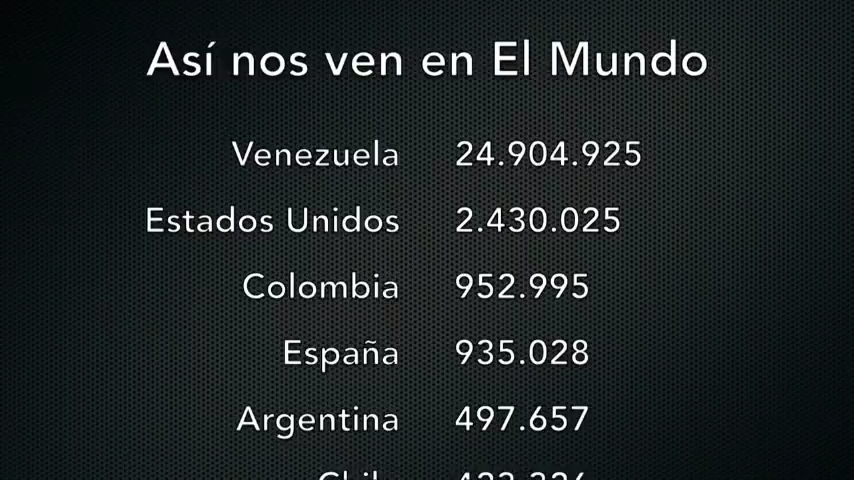 Así nos ven en El Mundo
Venezuela 24.904.925
Estados Unidos 2.430.025
Colombia 952.995
España 935.028
Argentina 497.657